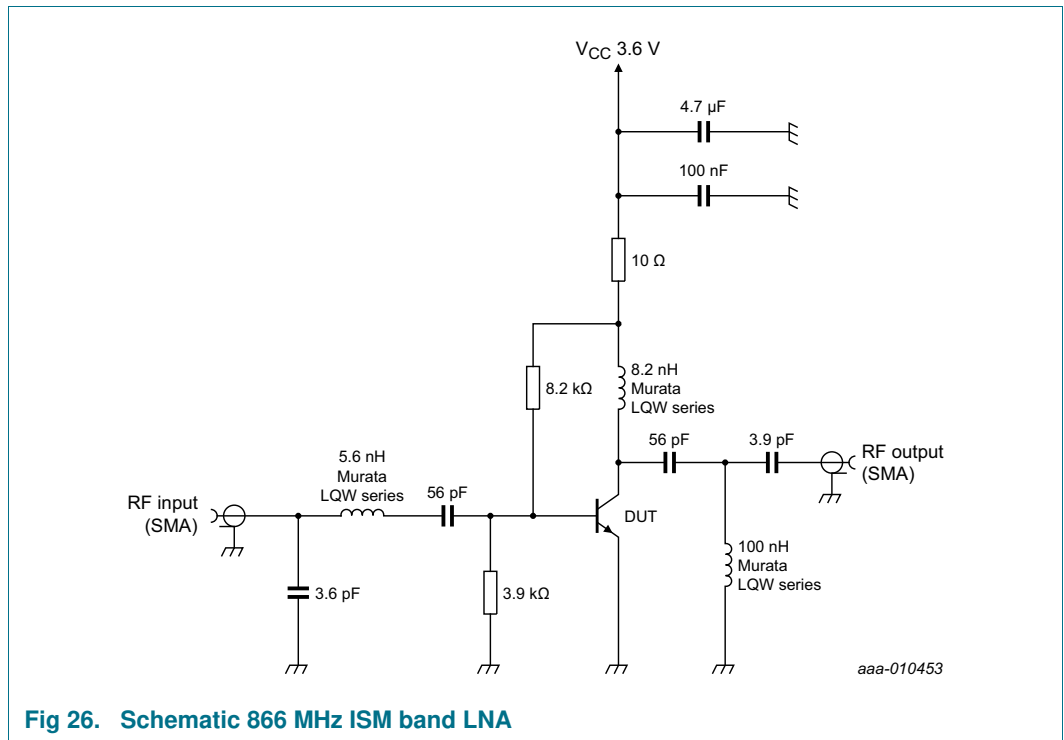 VCC 3.6 V
4.7 µF
100 nF
10 Ω
8.2 kΩ
8.2 nH
Murata
LQW series
56 pF
3.9 pF
RF output
(SMA)
5.6 nH
Murata
LQW series
56 pF
RF input
(SMA)
DUT
100 nH
Murata
LQW series
3.6 pF
3.9 kΩ
aaa-010453
Fig 26. Schematic 866 MHz ISM band LNA